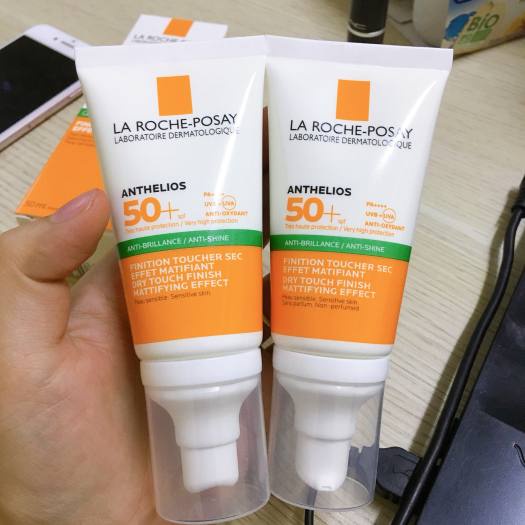 LA ROCHE-POSAY
BIO
LA ROCHE-POSAY
LABORATOIRE DERMATOLOGIQUE
ANTHELIOS
50+ spf
PA++++
UVB + UVA
ANTI-OXYDANT
Très haute protection / Very high protection
ANTI-BRILLANCE / ANTI-SHINE
FINITION TOUCHER SEC
EFFET MATIFIANT
DRY TOUCH FINISH
MATTIFYING EFFECT
Peau sensible. Sensitive skin.
LA ROCHE-POSAY
LABORATOIRE DERMATOLOGIQUE
ANTHELIOS
50+ spf
PA++++
UVB + UVA
ANTI-OXYDANT
Très haute protection / Very high protection
ANTI-BRILLANCE / ANTI-SHINE
FINITION TOUCHER SEC
EFFET MATIFIANT
DRY TOUCH FINISH
MATTIFYING EFFECT
Peau sensible. Sensitive skin.
Sans parfum. Non-perfumed